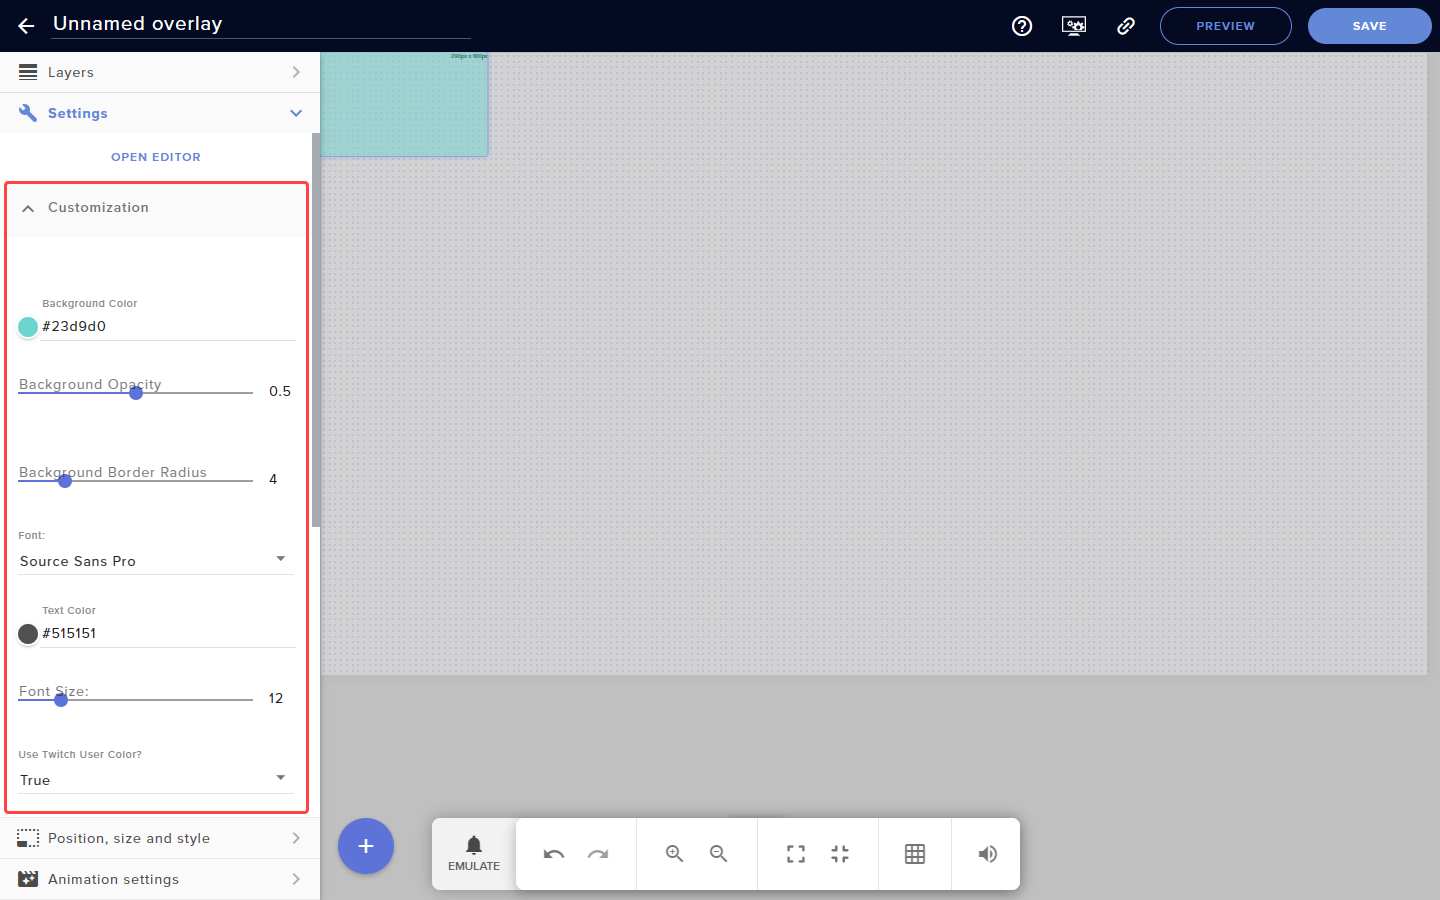 Unnamed overlay
PREVIEW
SAVE
Layers
Settings
OPEN EDITOR
Customization
Background Color
#23d9d0
Background Opacity
0.5
Background Border Radius
4
Font:
Source Sans Pro
Text Color
#515151
Font Size:
12
Use Twitch User Color?
True
Position, size and style
Animation settings
EMULATE